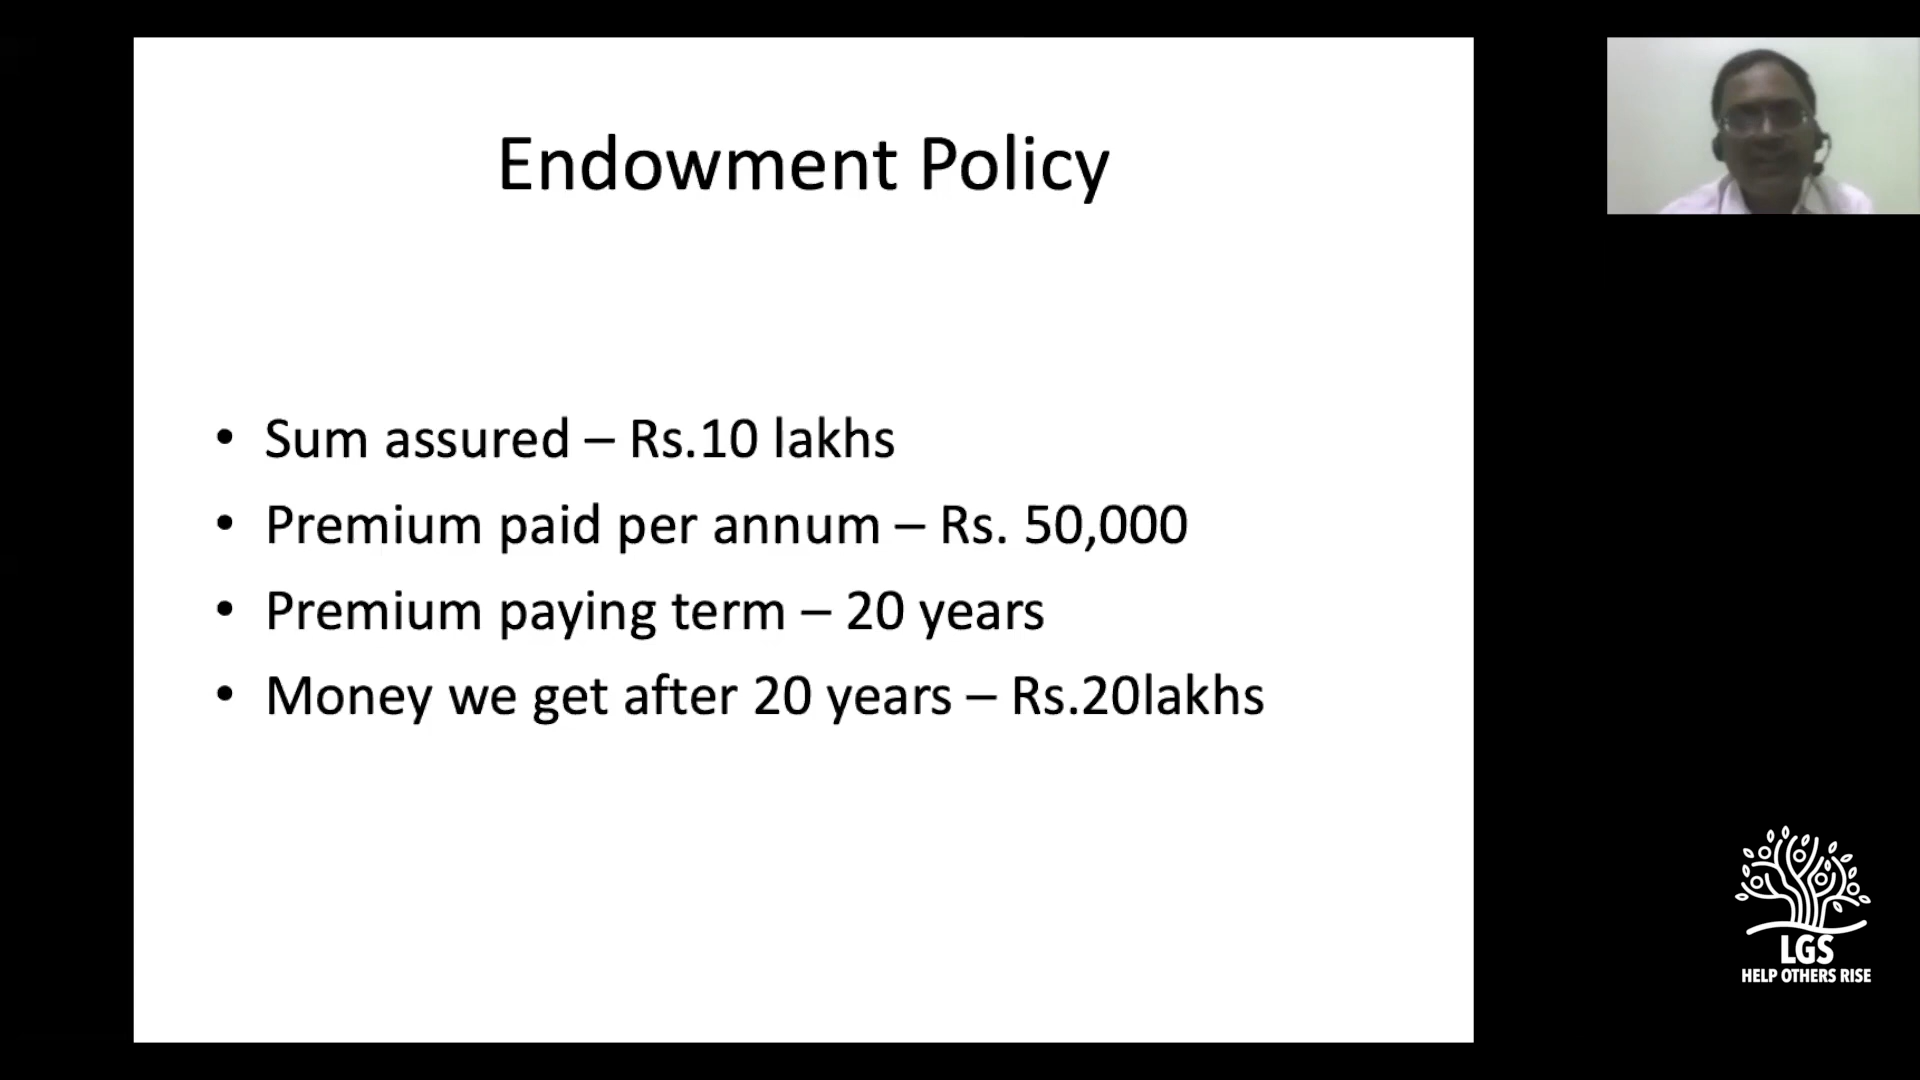 Endowment Policy
• Sum assured – Rs.10 lakhs
• Premium paid per annum – Rs. 50,000
• Premium paying term – 20 years
• Money we get after 20 years – Rs.20lakhs
LGS
HELP OTHERS RISE